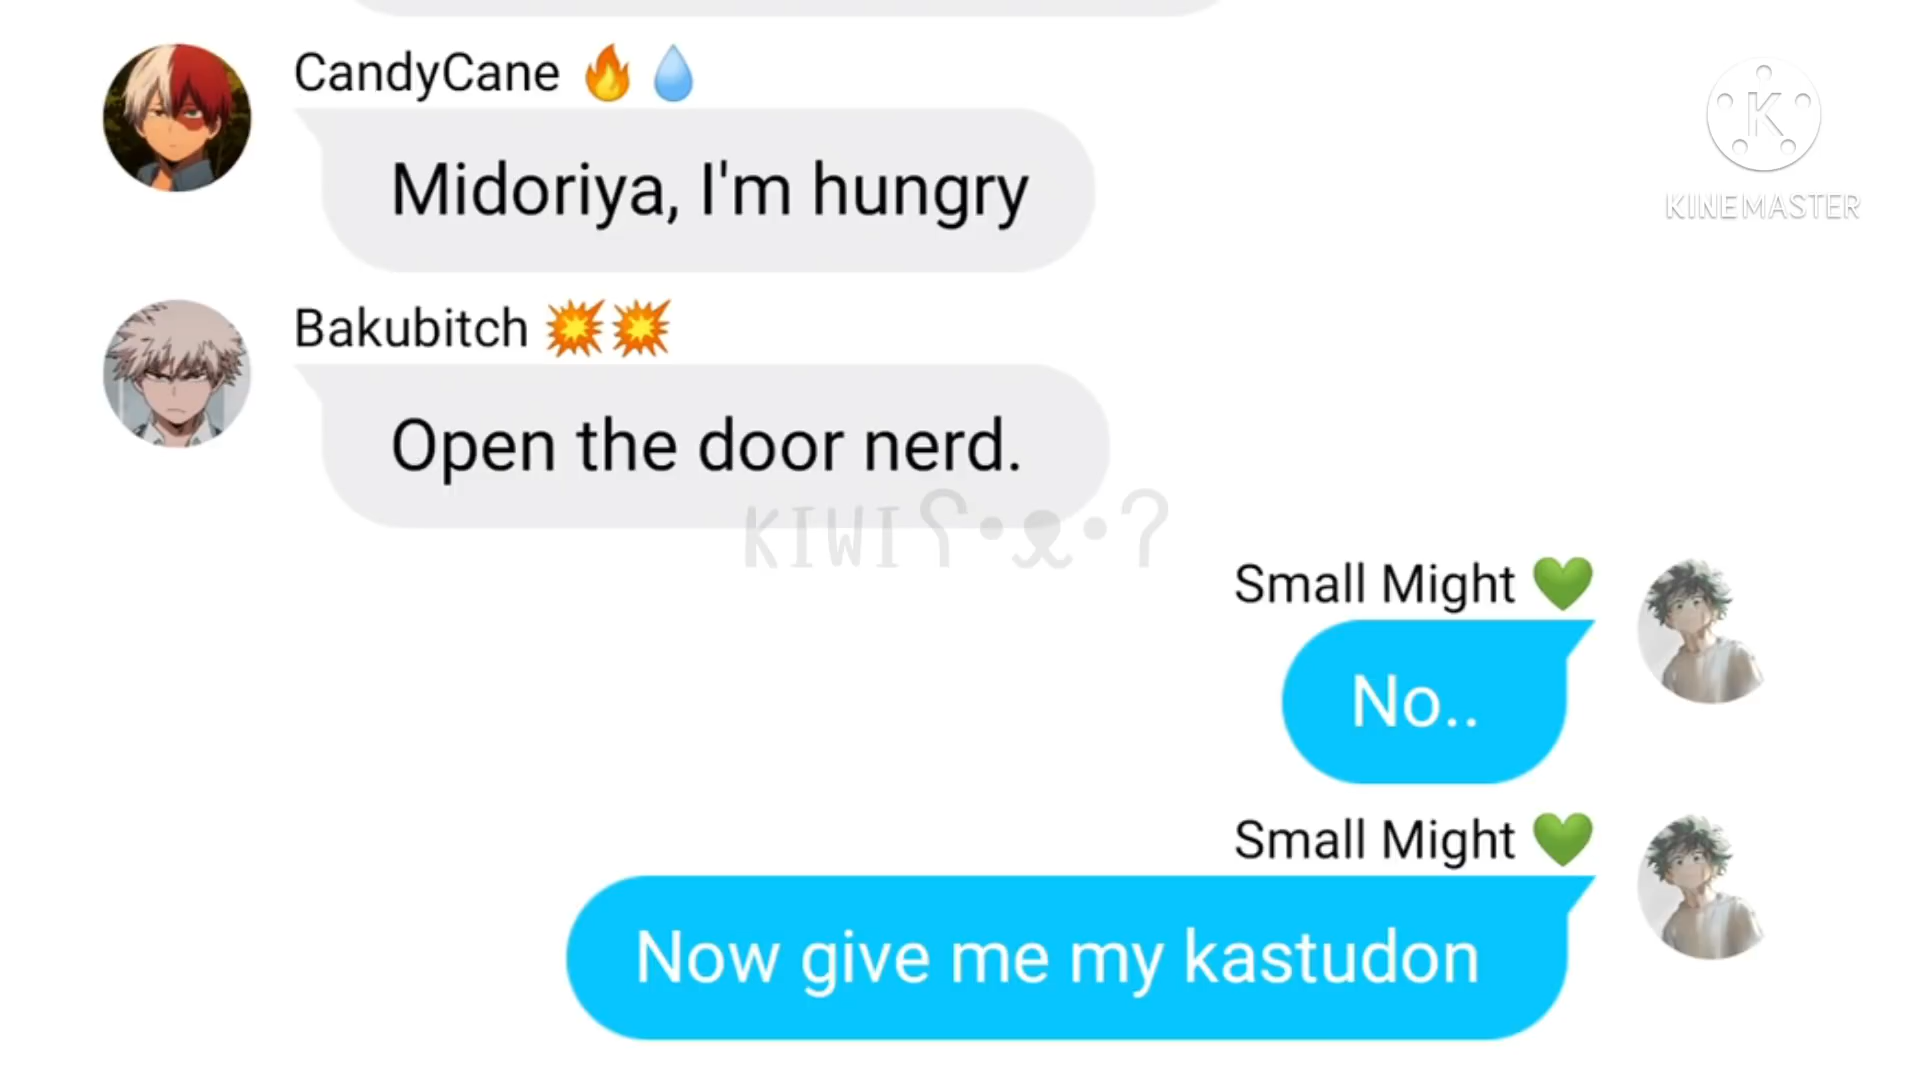 CandyCane 🔥 💧
Midoriya, I'm hungry
K
KINEMASTER
Bakubitch 💥💥
Open the door nerd.
KIWI ʕ•ᴥ•ʔ
Small Might 💚
No..
Small Might 💚
Now give me my kastudon